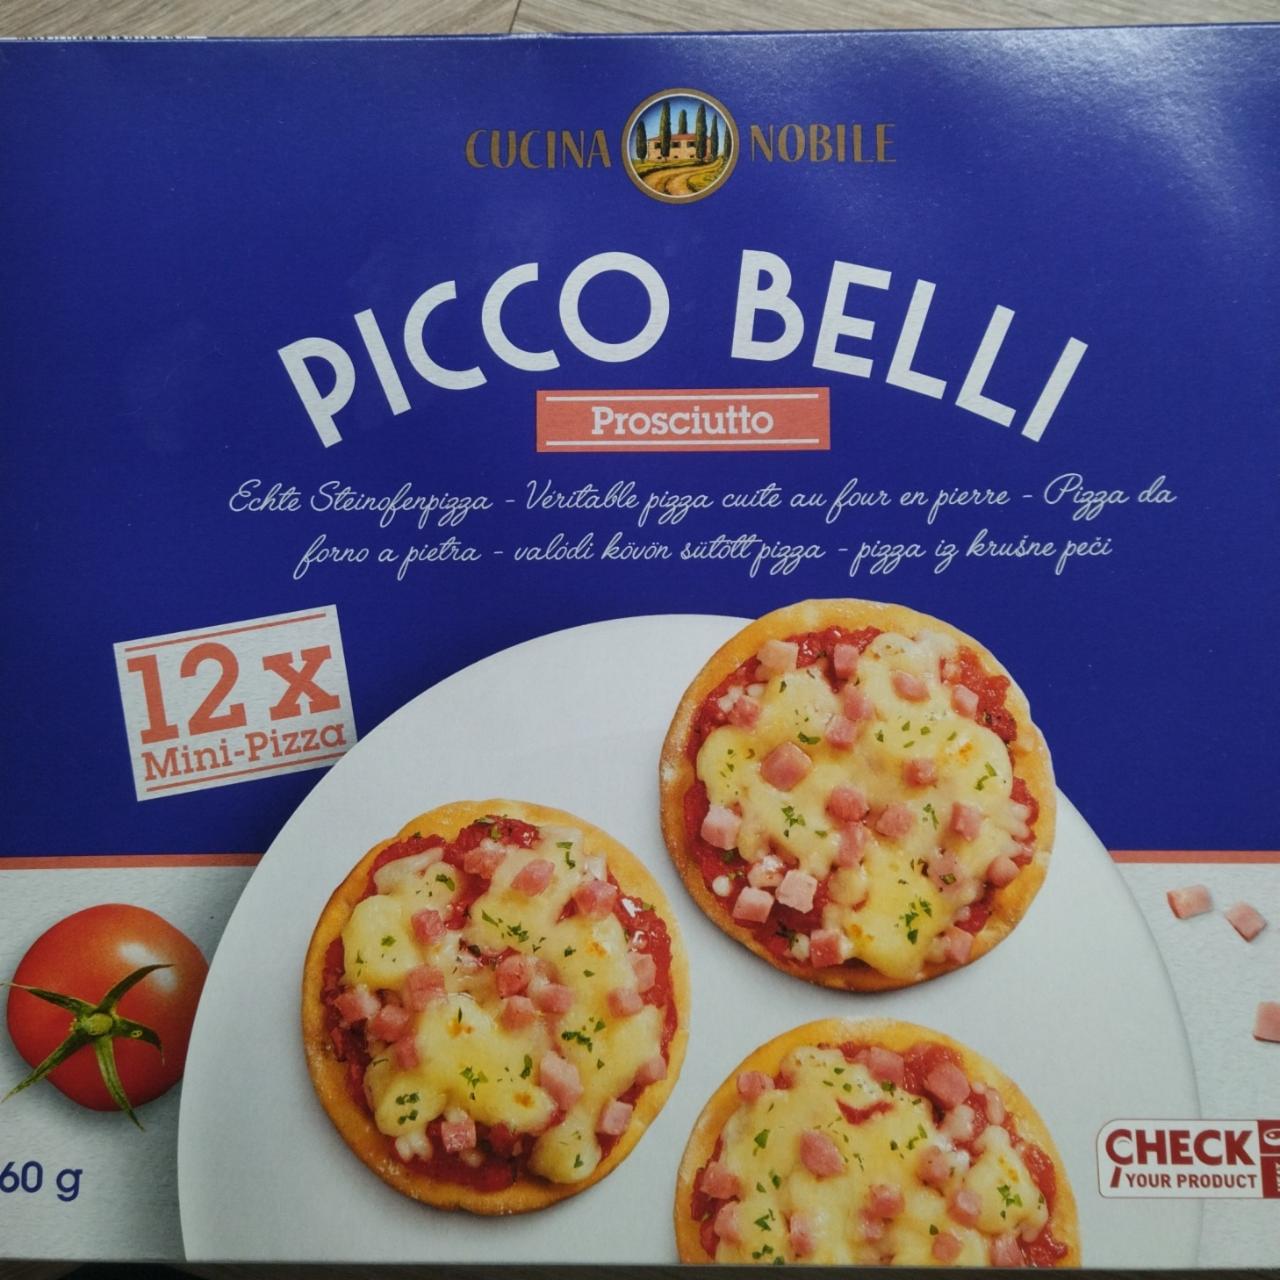 CUCINA NOBILE
PICCO BELLI
Prosciutto
Echte Steinofenpizza - Véritable pizza cuite au four en pierre - Pizza da
forno a pietra - valódi kövön sütött pizza - pizza iz krušne peči
12 x
Mini-Pizza
60 g
CHECK
YOUR PRODUCT